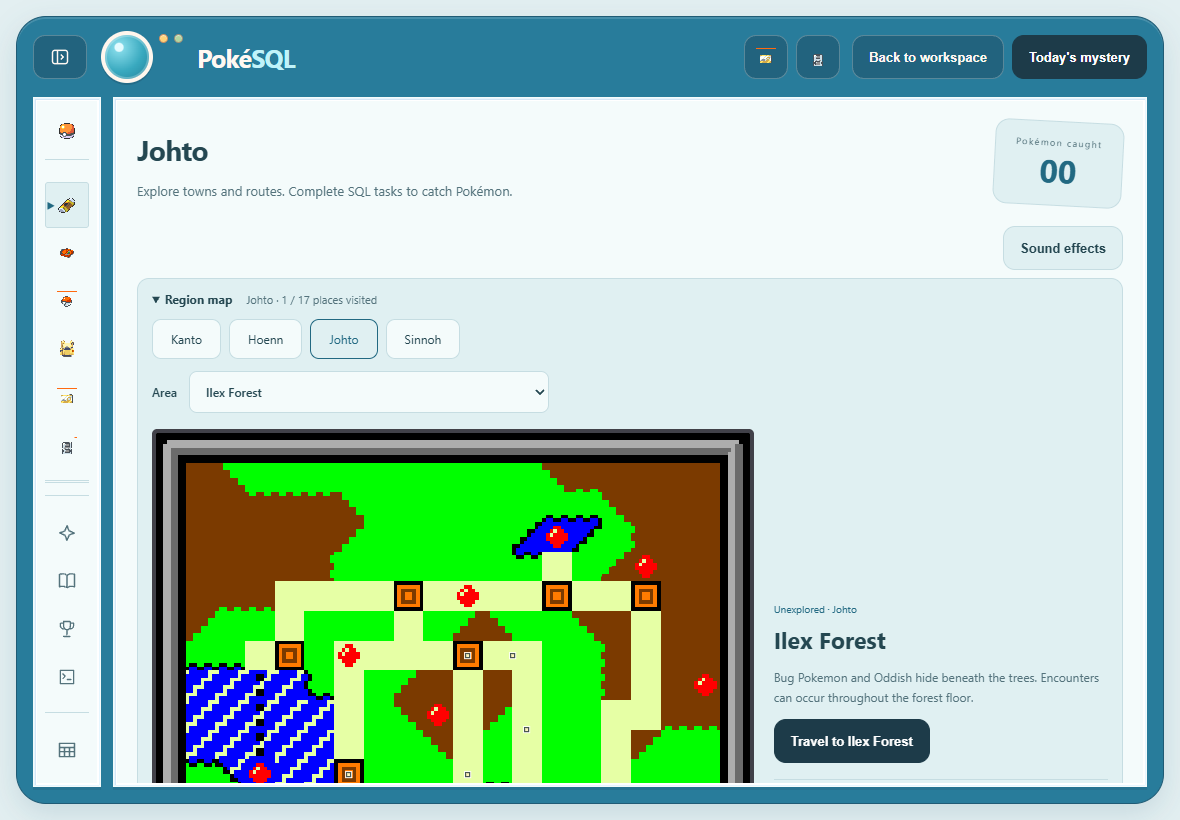 PokéSQL
Back to workspace
Today's mystery
Johto
Explore towns and routes. Complete SQL tasks to catch Pokémon.
Pokémon caught
00
Sound effects
Region map
Johto · 1 / 17 places visited
Kanto
Hoenn
Johto
Sinnoh
Area
Ilex Forest
Unexplored · Johto
Ilex Forest
Bug Pokemon and Oddish hide beneath the trees. Encounters
can occur throughout the forest floor.
Travel to Ilex Forest